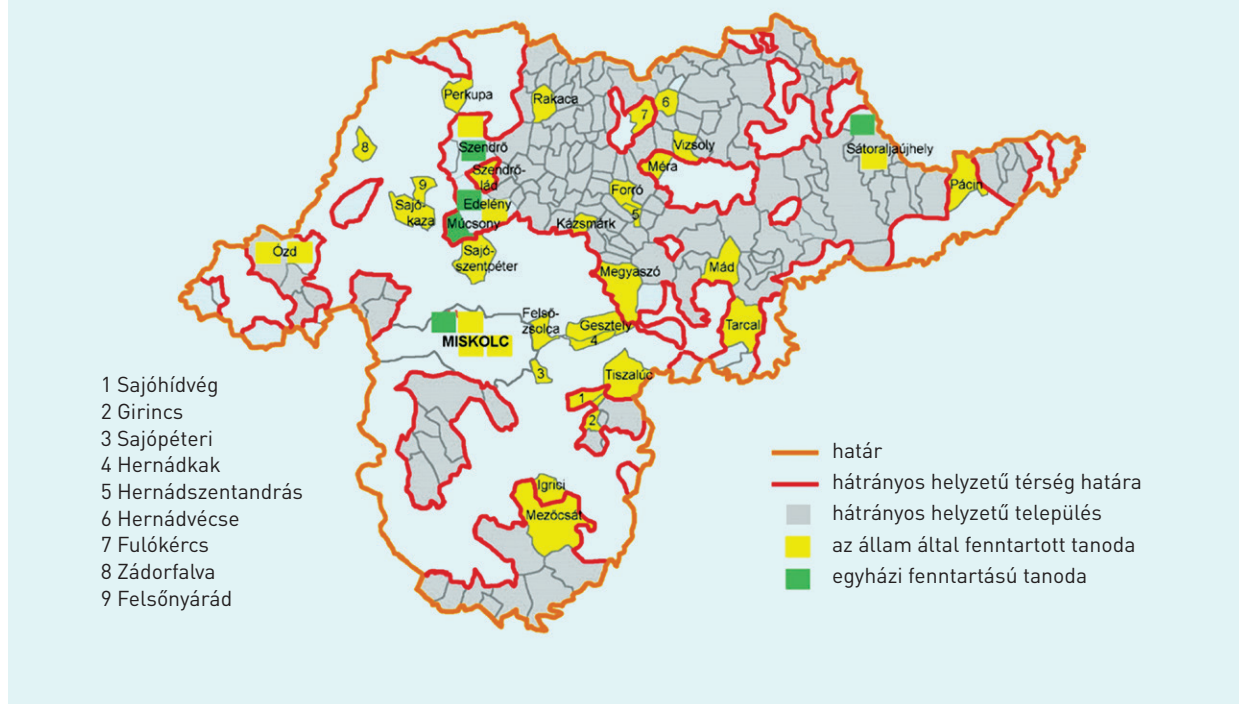 Perkupa
Rakaca
7
6
8
Szendrő
Vizsoly
Sátoraljaújhely
Szendrő-
lád
Méra
9
Forró
Pácin
Sajó-
kaza
Edelény
5
Múcsony
Kázsmárk
Ózd
Sajó-
szentpéter
Megyaszó
Mád
Felső-
zsolca
Gesztely
Tarcal
MISKOLC
4
3
Tiszalúc
1
2
Igrici
Mezőcsát
1 Sajóhídvég
2 Girincs
3 Sajópéteri
4 Hernádkak
5 Hernádszentandrás
6 Hernádvécse
7 Fulókércs
8 Zádorfalva
9 Felsőnyárád
határ
hátrányos helyzetű térség határa
hátrányos helyzetű település
az állam által fenntartott tanoda
egyházi fenntartású tanoda